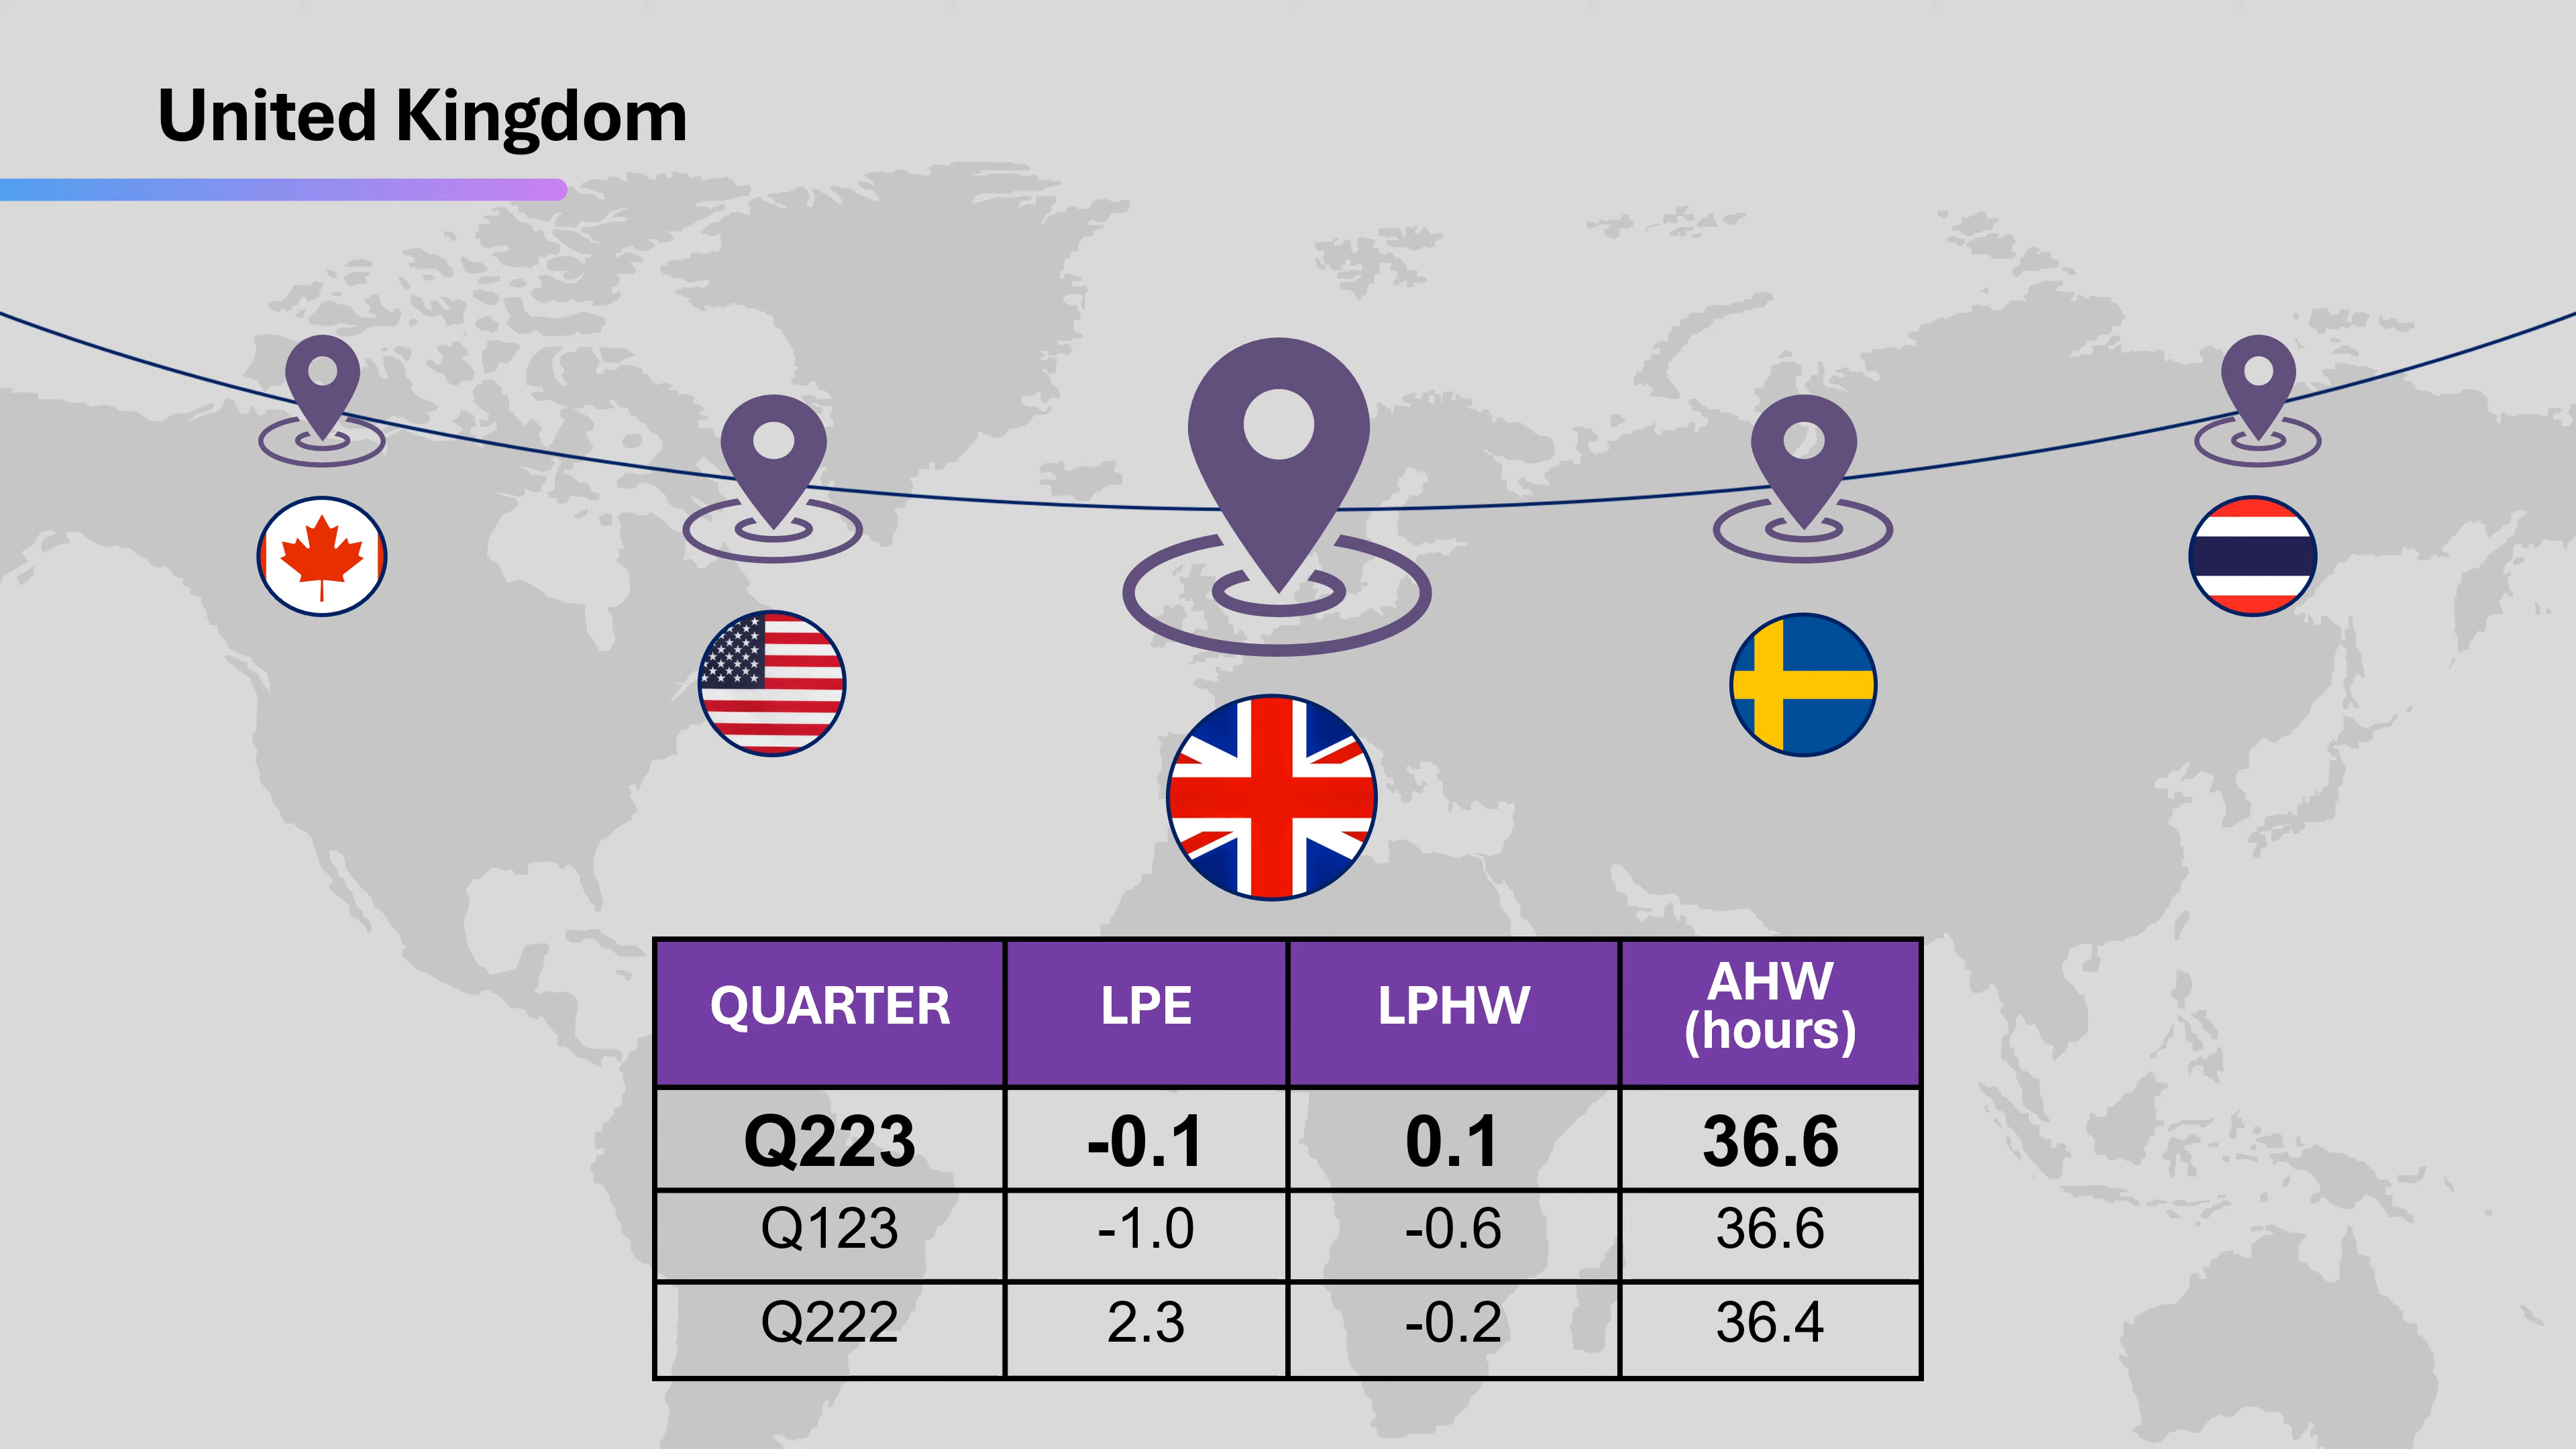 United Kingdom
QUARTER LPE LPHW AHW (hours)
Q223 -0.1 0.1 36.6
Q123 -1.0 -0.6 36.6
Q222 2.3 -0.2 36.4